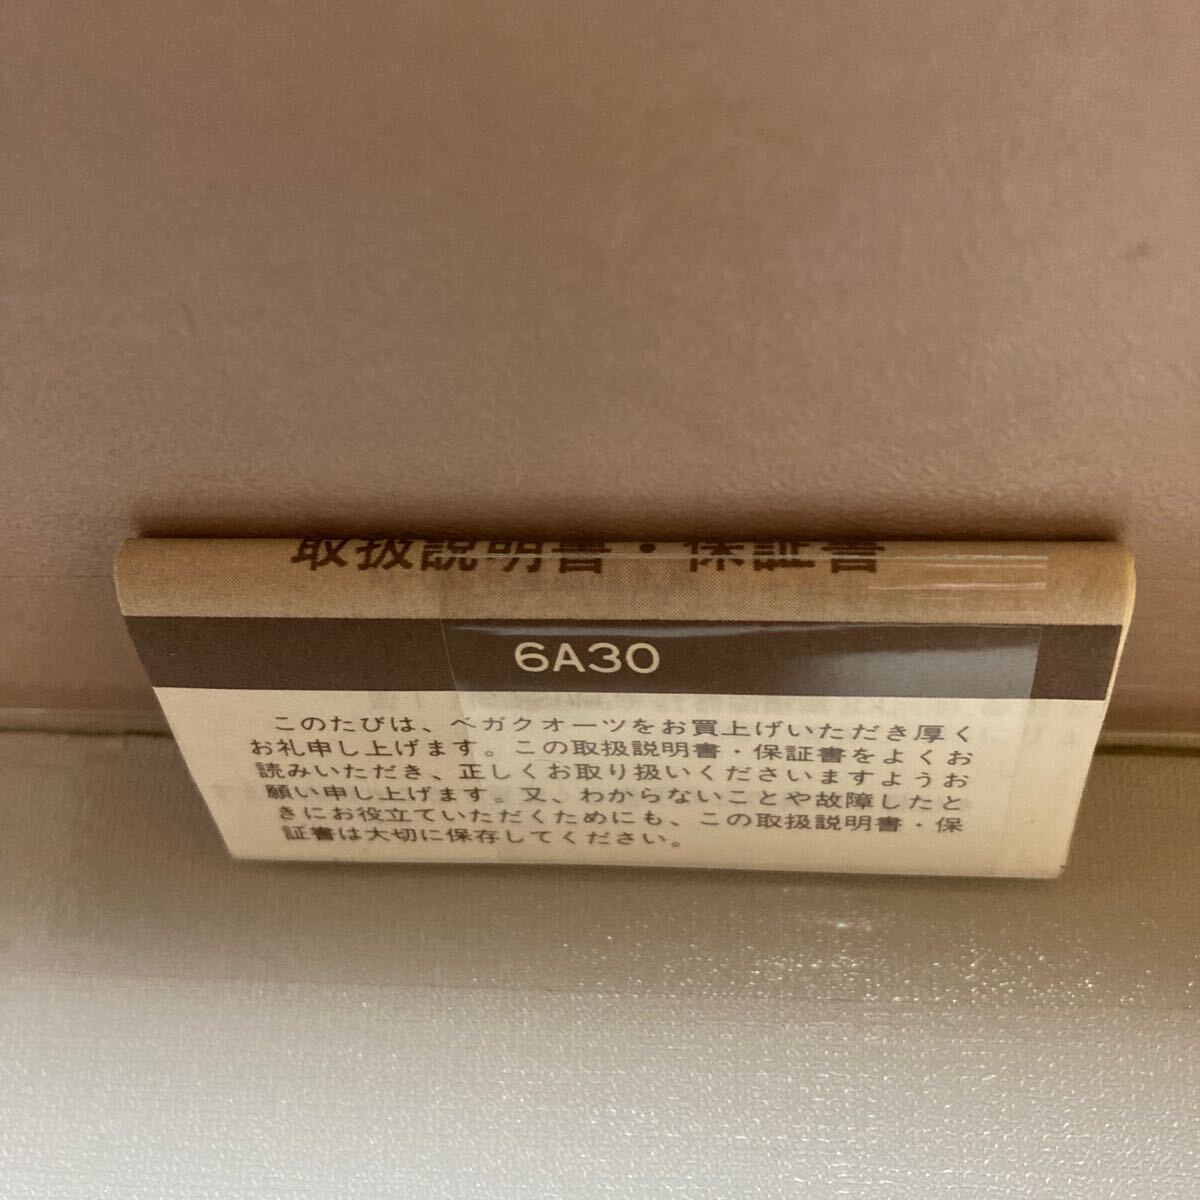 取扱説明書・保証書
6A30
このたびは、ベガクオーツをお買上げいただき厚く
お礼申し上げます。この取扱説明書・保証書をよくお
読みいただき、正しくお取り扱いくださいますようお
願い申し上げます。又、わからないことや故障したと
きにお役立ていただくためにも、この取扱説明書・保
証書は大切に保存してください。